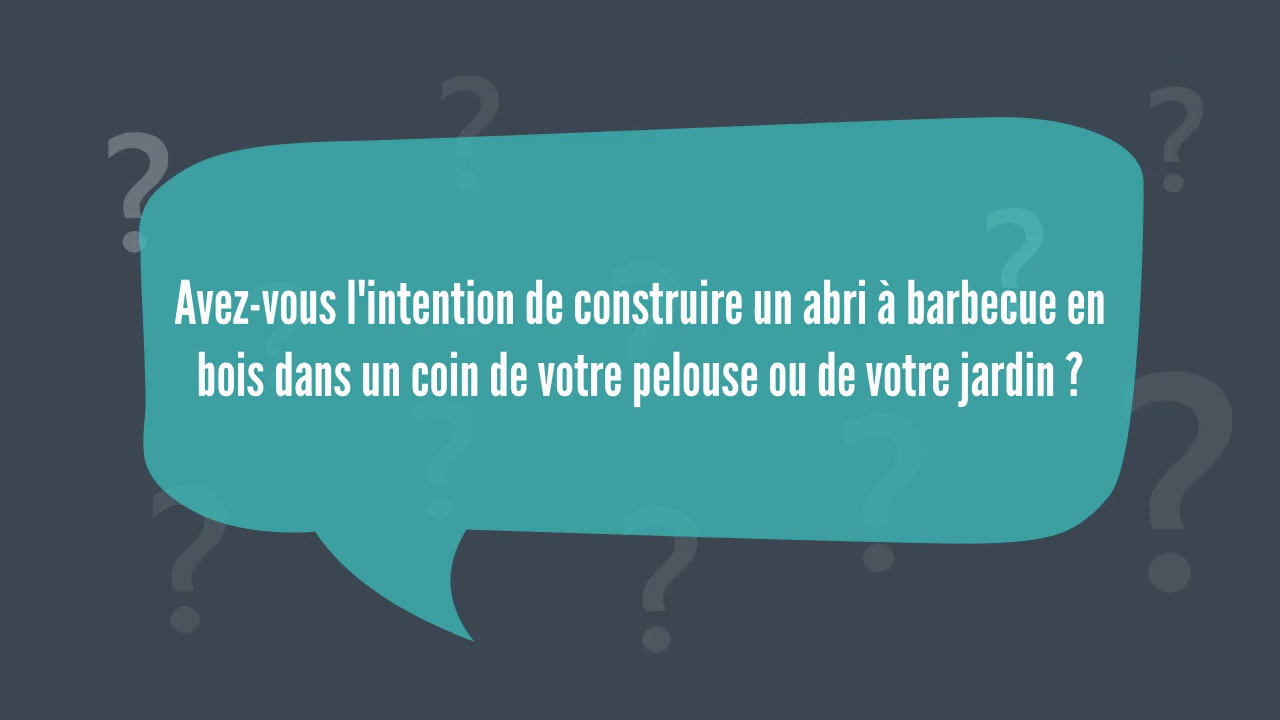 Avez-vous l'intention de construire un abri à barbecue en
bois dans un coin de votre pelouse ou de votre jardin ?